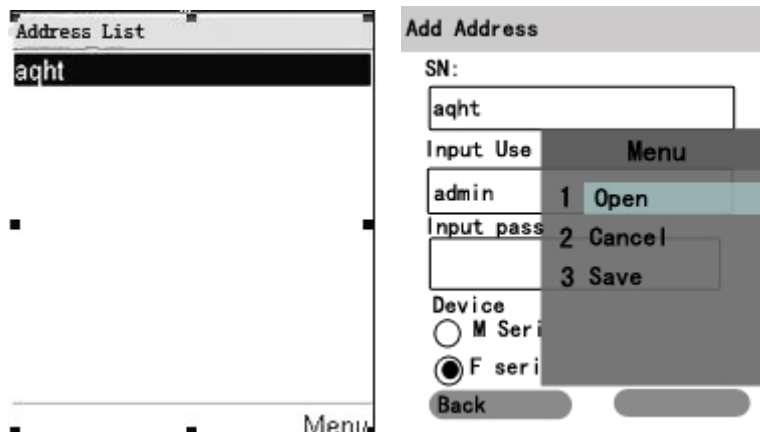 Address List
aqht
Menu
Add Address
SN:
aqht
Input Use
admin
Input pass
Device
M Seri
F seri
Back
Menu
1 Open
2 Cancel
3 Save